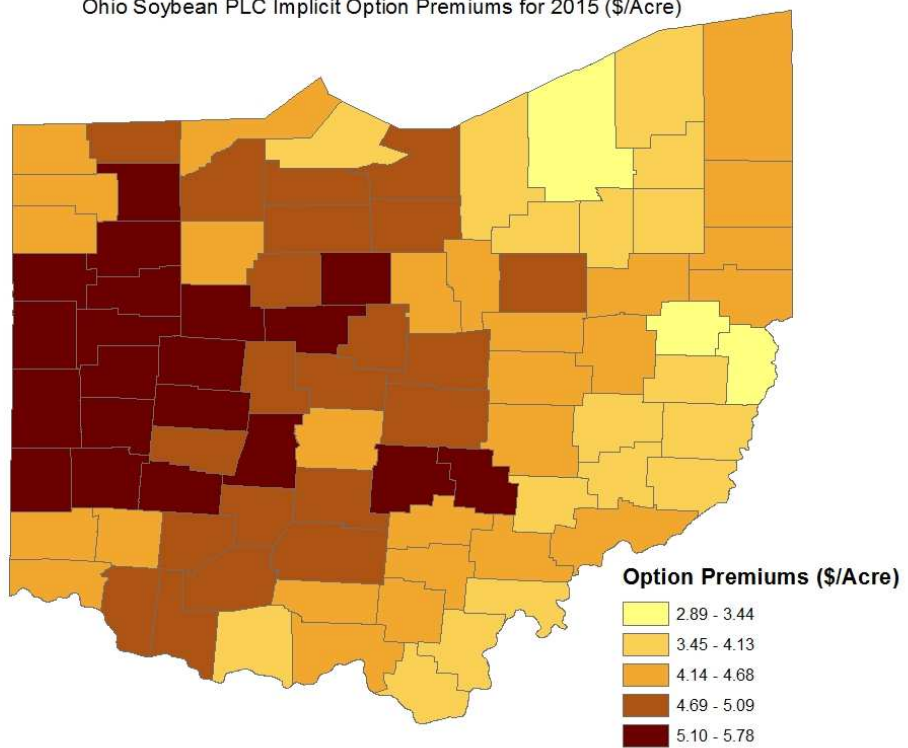 Ohio Soybean PLC Implicit Option Premiums for 2015 ($/Acre)
Option Premiums ($/Acre)
2.89 - 3.44
3.45 - 4.13
4.14 - 4.68
4.69 - 5.09
5.10 - 5.78